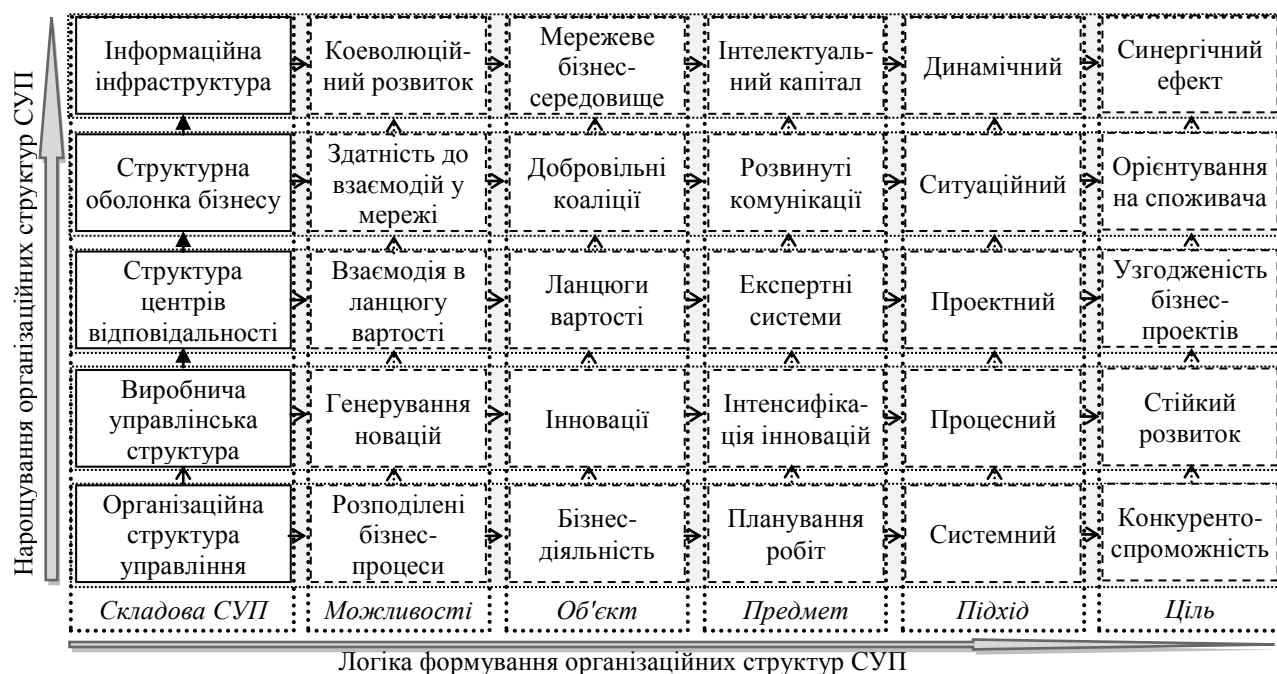 Нарощування організаційних структур СУП
Інформаційна
інфраструктура
Коеволюцій-
ний розвиток
Мережеве
бізнес-
середовище
Інтелектуаль-
ний капітал
Динамічний
Синергічний
ефект
Структурна
оболонка бізнесу
Здатність до
взаємодій у
мережі
Добровільні
коаліції
Розвинуті
комунікації
Ситуаційний
Орієнтування
на споживача
Структура
центрів
відповідальності
Взаємодія в
ланцюгу
вартості
Ланцюги
вартості
Експертні
системи
Проектний
Узгодженість
бізнес-
проектів
Виробнича
управлінська
структура
Генерування
новацій
Інновації
Інтенсифіка-
ція інновацій
Процесний
Стійкий
розвиток
Організаційна
структура
управління
Розподілені
бізнес-
процеси
Бізнес-
діяльність
Планування
робіт
Системний
Конкуренто-
спроможність
Складова СУП
Можливості
Об'єкт
Предмет
Підхід
Ціль
Логіка формування організаційних структур СУП